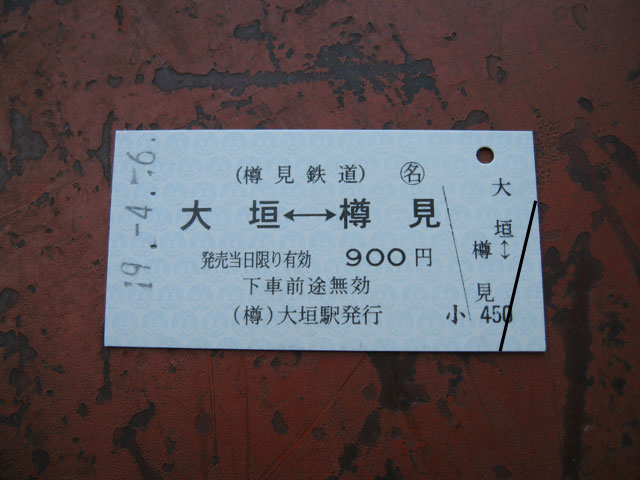 19.-4.-6.
(樽見鉄道) ㊔
大垣↔樽見
発売当日限り有効 900円
下車前途無効
(樽)大垣駅発行
大垣↔
樽見
小 450